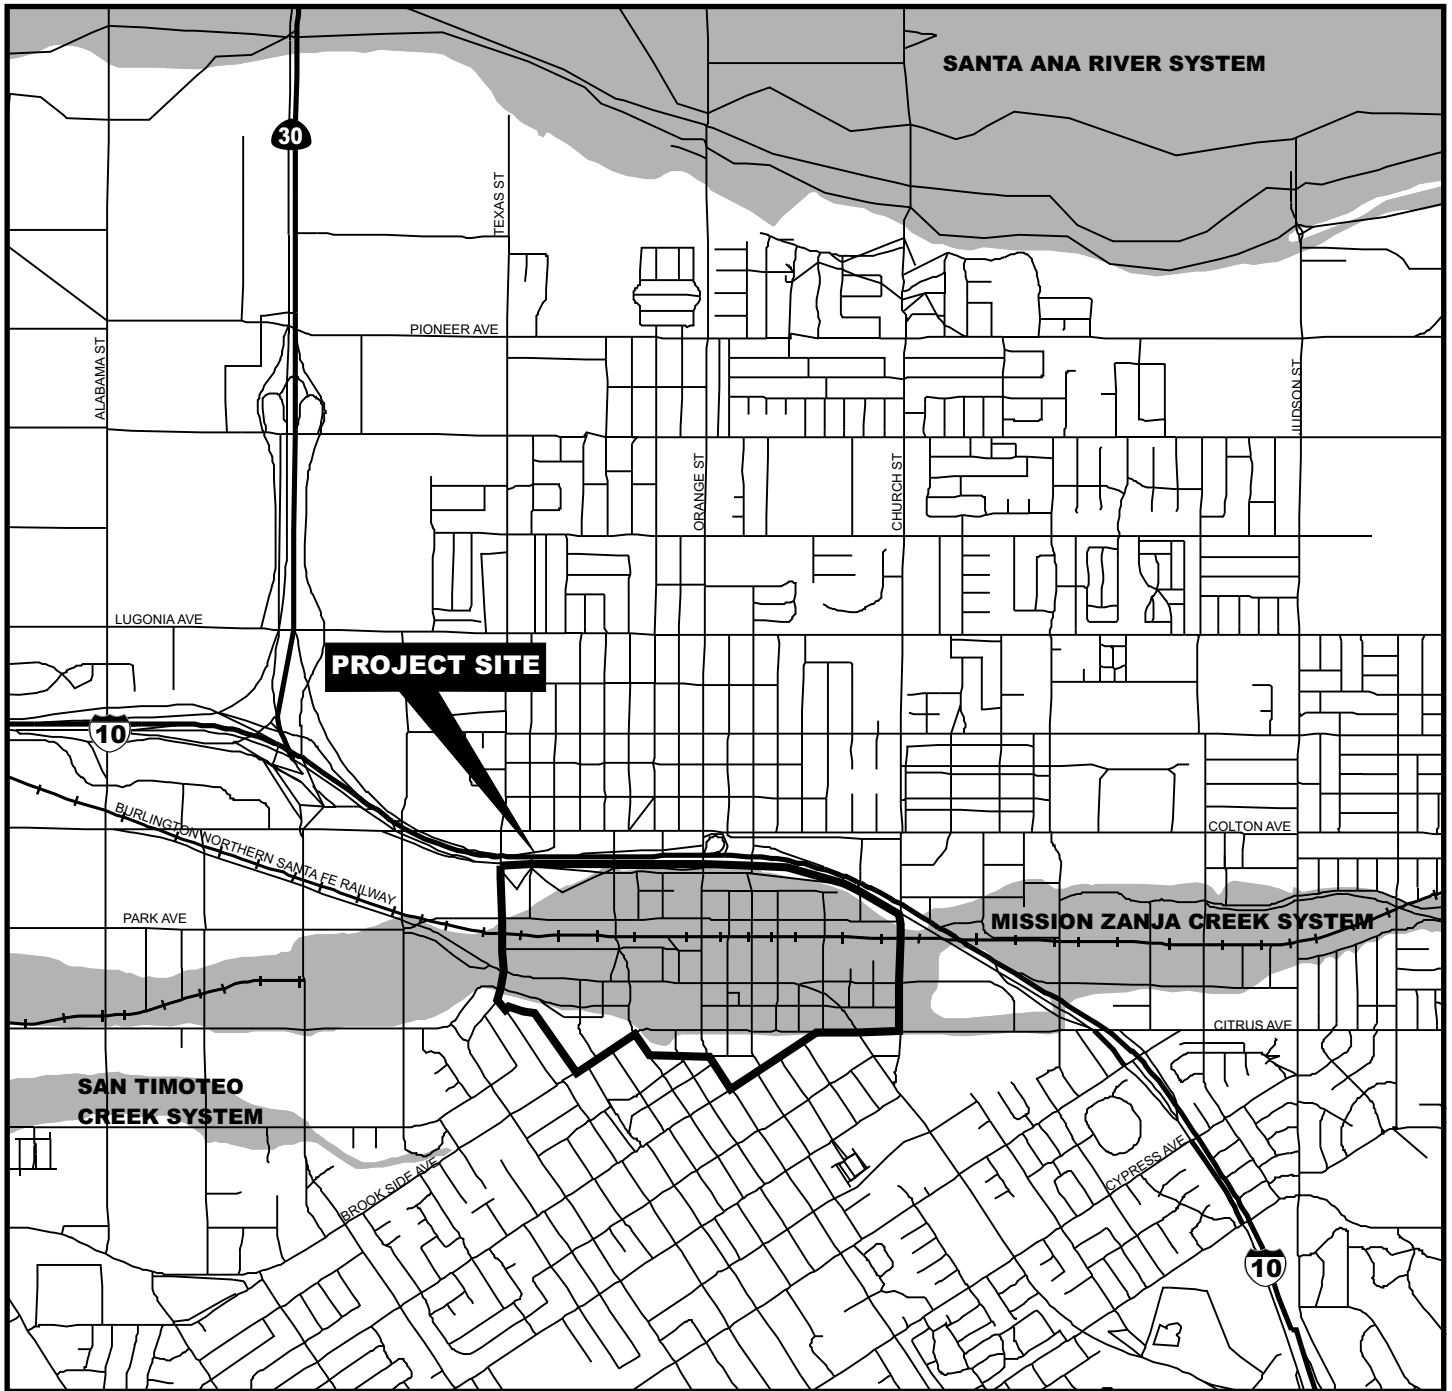 SANTA ANA RIVER SYSTEM
30
TEXAS ST
PIONEER AVE
ALABAMA ST
JUDSON ST
ORANGE ST
CHURCH ST
LUGONIA AVE
PROJECT SITE
10
BURLINGTON NORTHERN SANTA FE RAILWAY
COLTON AVE
PARK AVE
MISSION ZANJA CREEK SYSTEM
CITRUS AVE
SAN TIMOTEO
CREEK SYSTEM
BROOK SIDE AVE
CYPRESS AVE
10